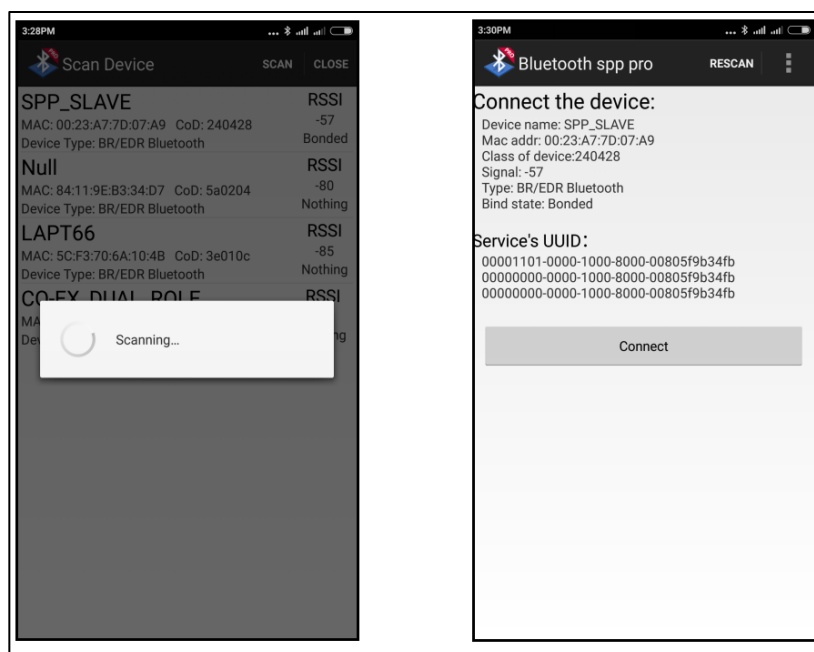 3:28PM
Scan Device SCAN CLOSE
SPP_SLAVE RSSI
MAC: 00:23:A7:7D:07:A9 CoD: 240428 -57
Device Type: BR/EDR Bluetooth Bonded
Null RSSI
MAC: 84:11:9E:B3:34:D7 CoD: 5a0204 -80
Device Type: BR/EDR Bluetooth Nothing
LAPT66 RSSI
MAC: 5C:F3:70:6A:10:4B CoD: 3e010c -85
Device Type: BR/EDR Bluetooth Nothing
CO-EX_DUAL_ROLE RSSI
Scanning...
3:30PM
Bluetooth spp pro RESCAN
Connect the device:
Device name: SPP_SLAVE
Mac addr: 00:23:A7:7D:07:A9
Class of device:240428
Signal: -57
Type: BR/EDR Bluetooth
Bind state: Bonded
Service's UUID:
00001101-0000-1000-8000-00805f9b34fb
00000000-0000-1000-8000-00805f9b34fb
00000000-0000-1000-8000-00805f9b34fb
Connect